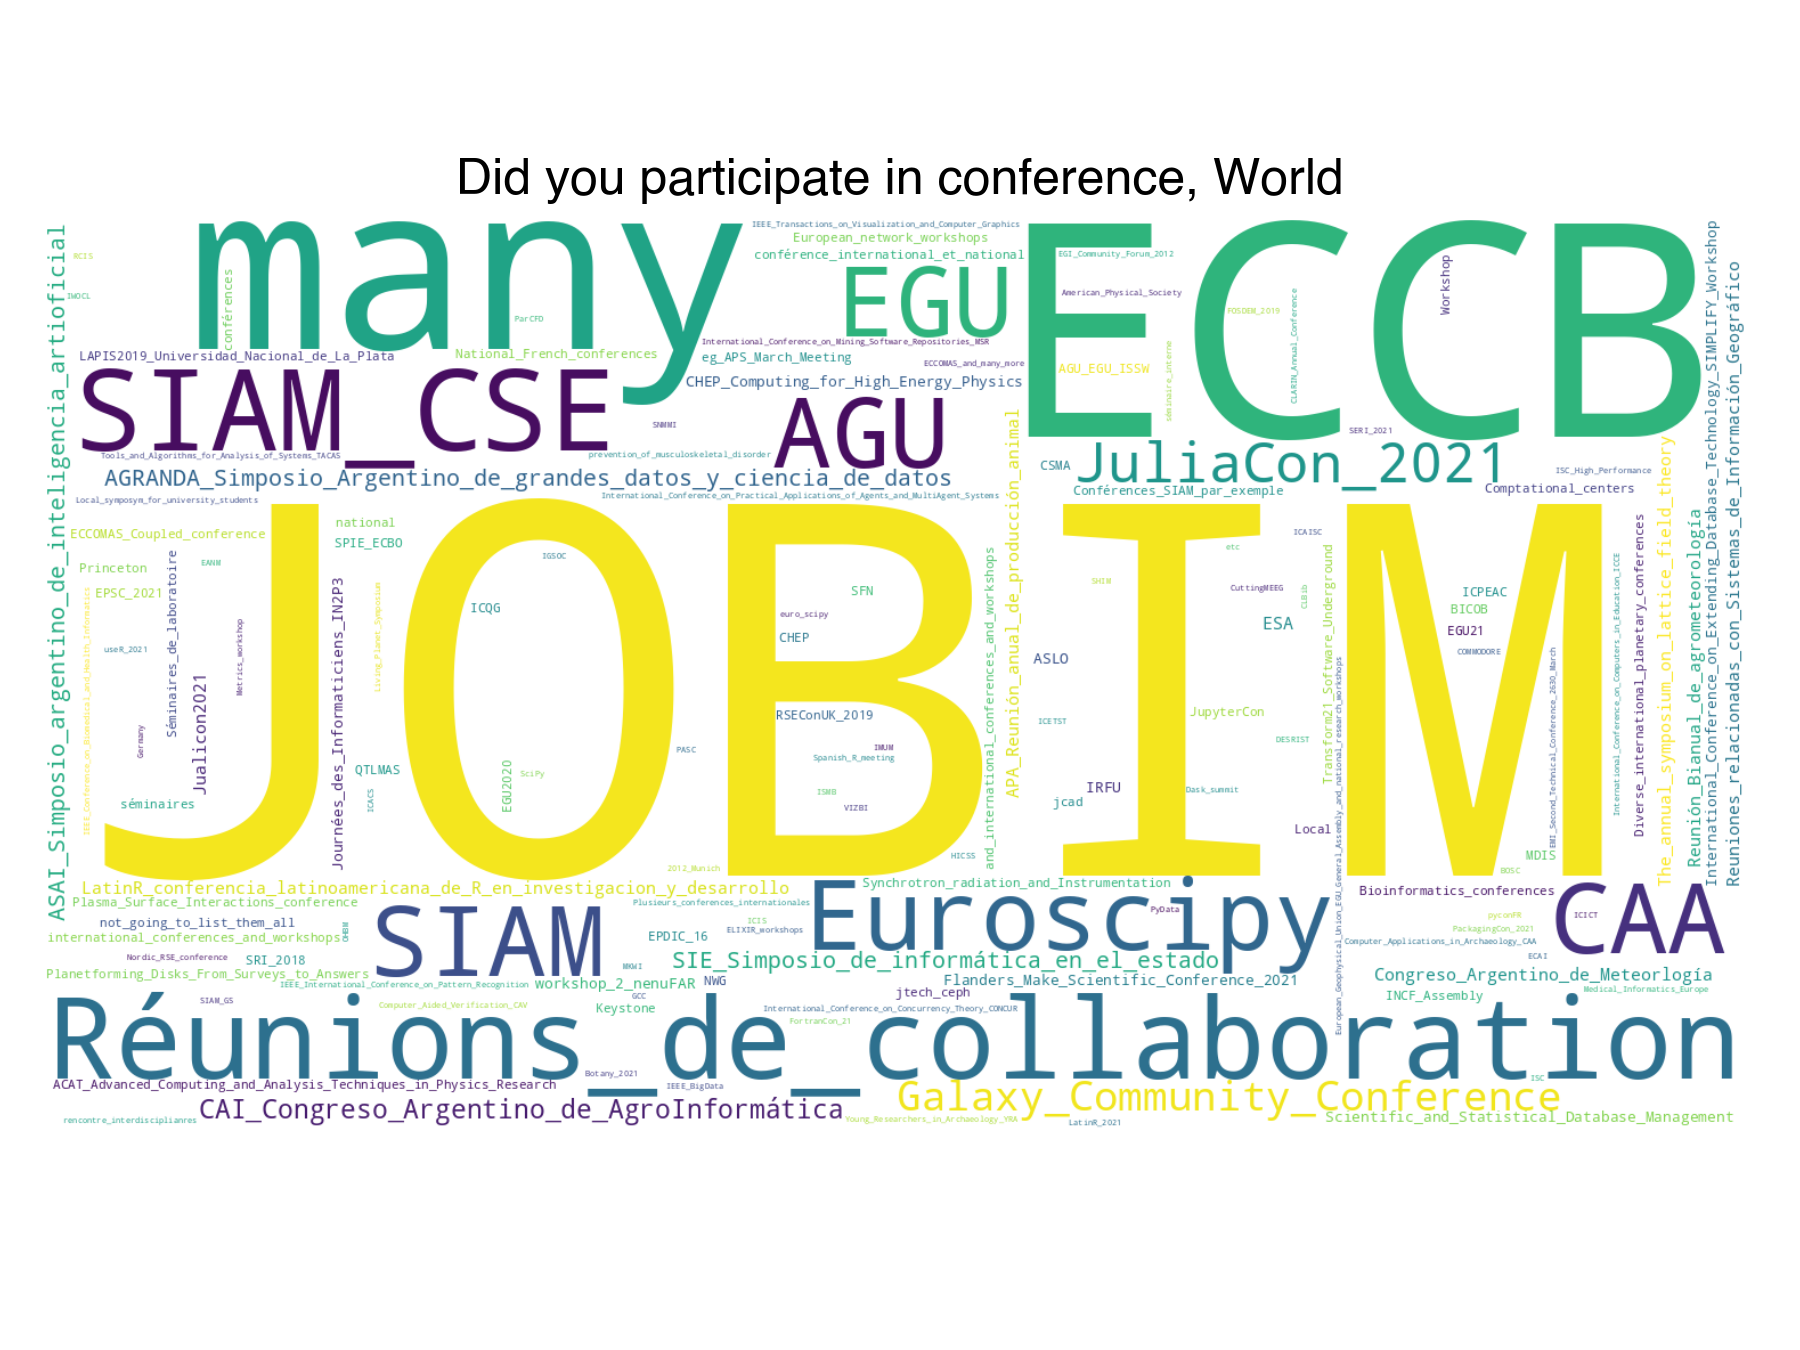 Did you participate in conference, World
many
ECCB
IEEE_Transactions_on_Visualization_and_Computer_Graphics
European_network_workshops
conférence_international_et_national
EGU
EGI_Community_Forum_2012
American_Physical_Society
FOSDEM_2019
CLARIN_Annual_Conference
Workshop
RCIS
IWOCL
conférences
ParCFD
ASAI_Simposio_argentino_de_inteligencia_artioficial
LAPIS2019_Universidad_Nacional_de_La_Plata
National_French_conferences
International_Conference_on_Mining_Software_Repositories_MSR
eg_APS_March_Meeting
ECCOMAS_and_many_more
AGU_EGU_ISSW
séminaire_interne
CHEP_Computing_for_High_Energy_Physics
SIAM_CSE
AGU
SNMMI
SERI_2021
JuliaCon_2021
CSMA
ISC_High_Performance
Tools_and_Algorithms_for_Analysis_of_Systems_TACAS
prevention_of_musculoskeletal_disorder
AGRANDA_Simposio_Argentino_de_grandes_datos_y_ciencia_de_datos
Conférences_SIAM_par_exemple
Comptational_centers
Local_symposym_for_university_students
International_Conference_on_Practical_Applications_of_Agents_and_MultiAgent_Systems
APA_Reunión_anual_de_producción_animal
The_annual_symposium_on_lattice_field_theory
Reunión_Bianual_de_agrometeorología
International_Conference_on_Extending_Database_Technology_SIMPLIFY_Workshop
Reuniones_relacionadas_con_Sistemas_de_Información_Geográfico
JOBIM
ECCOMAS_Coupled_conference
national
SPIE_ECBO
IGSOC
EANM
Princeton
EPSC_2021
IEEE_Conference_on_Biomedical_and_Health_Informatics
Séminaires_de_laboratoire
Journées_des_Informaticiens_IN2P3
Living_Planet_Symposium
ICQG
SFN
euro_scipy
CHEP
useR_2021
Metrics_workshop
Jualicon2021
Germany
RSEConUK_2019
IMUM
Spanish_R_meeting
PASC
QTLMAS
ICACS
EGU2020
SciPy
ISMB
VIZBI
séminaires
and_international_conferences_and_workshops
etc
ICAISC
SHIM
CuttingMEEG
CLBib
ESA
ICPEAC
BICOB
EGU21
COMMODORE
ASLO
ICETST
JupyterCon
DESRIST
Transform21_Software_Underground
European_Geophysical_Union_EGU_General_Assembly_and_national_research_workshops
EMI_Second_Technical_Conference_2630_March
International_Conference_on_Computers_in_Education_ICCE
Diverse_international_planetary_conferences
IRFU
jcad
Dask_summit
Local
HICSS
2012_Munich
MDIS
BOSC
LatinR_conferencia_latinoamericana_de_R_en_investigacion_y_desarrollo
Synchrotron_radiation_and_Instrumentation
Bioinformatics_conferences
Plasma_Surface_Interactions_conference
Plusieurs_conferences_internationales
Euroscipy
CAA
SIAM
PyData
pyconFR
ICICT
not_going_to_list_them_all
OHBM
ICIS
ELIXIR_workshops
PackagingCon_2021
international_conferences_and_workshops
EPDIC_16
Computer_Applications_in_Archaeology_CAA
Nordic_RSE_conference
SRI_2018
MKWI
SIE_Simposio_de_informática_en_el_estado
ECAI
Planetforming_Disks_From_Surveys_to_Answers
Congreso_Argentino_de_Meteorlogía
IEEE_International_Conference_on_Pattern_Recognition
workshop_2_nenuFAR
NWG
Flanders_Make_Scientific_Conference_2021
Medical_Informatics_Europe
jtech_ceph
INCF_Assembly
SIAM_GS
Computer_Aided_Verification_CAV
GCC
Keystone
International_Conference_on_Concurrency_Theory_CONCUR
FortranCon_21
Réunions_de_collaboration
Botany_2021
ISC
ACAT_Advanced_Computing_and_Analysis_Techniques_in_Physics_Research
IEEE_BigData
Galaxy_Community_Conference
CAI_Congreso_Argentino_de_AgroInformática
rencontre_interdisciplianres
Young_Researchers_in_Archaeology_YRA
LatinR_2021
Scientific_and_Statistical_Database_Management